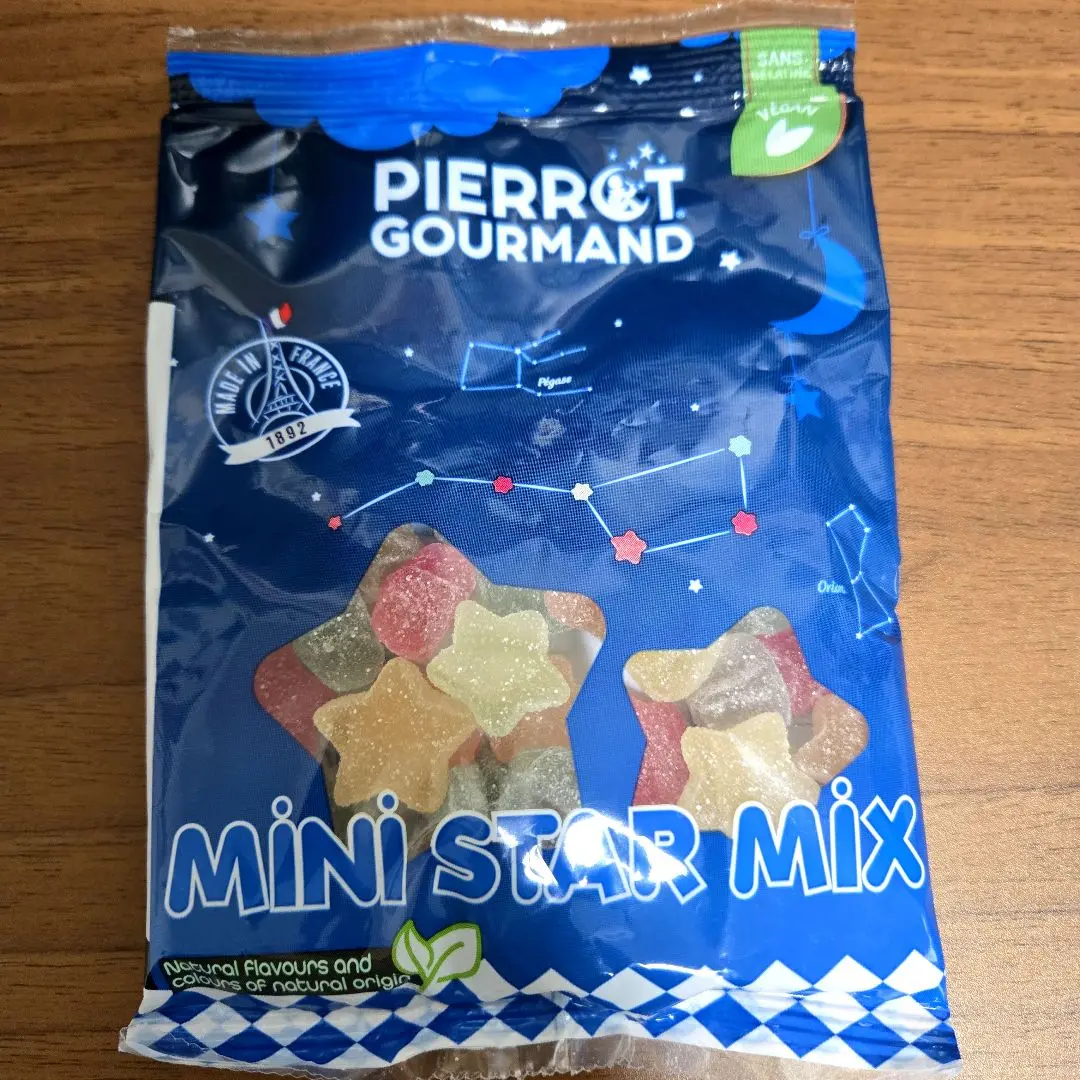 SANS
GÉLATINE
VÉGAN
PIERROT
GOURMAND
MADE IN FRANCE
1892
Pégase
Orion
MiNi STAR MiX
Natural flavours and
colours of natural origin